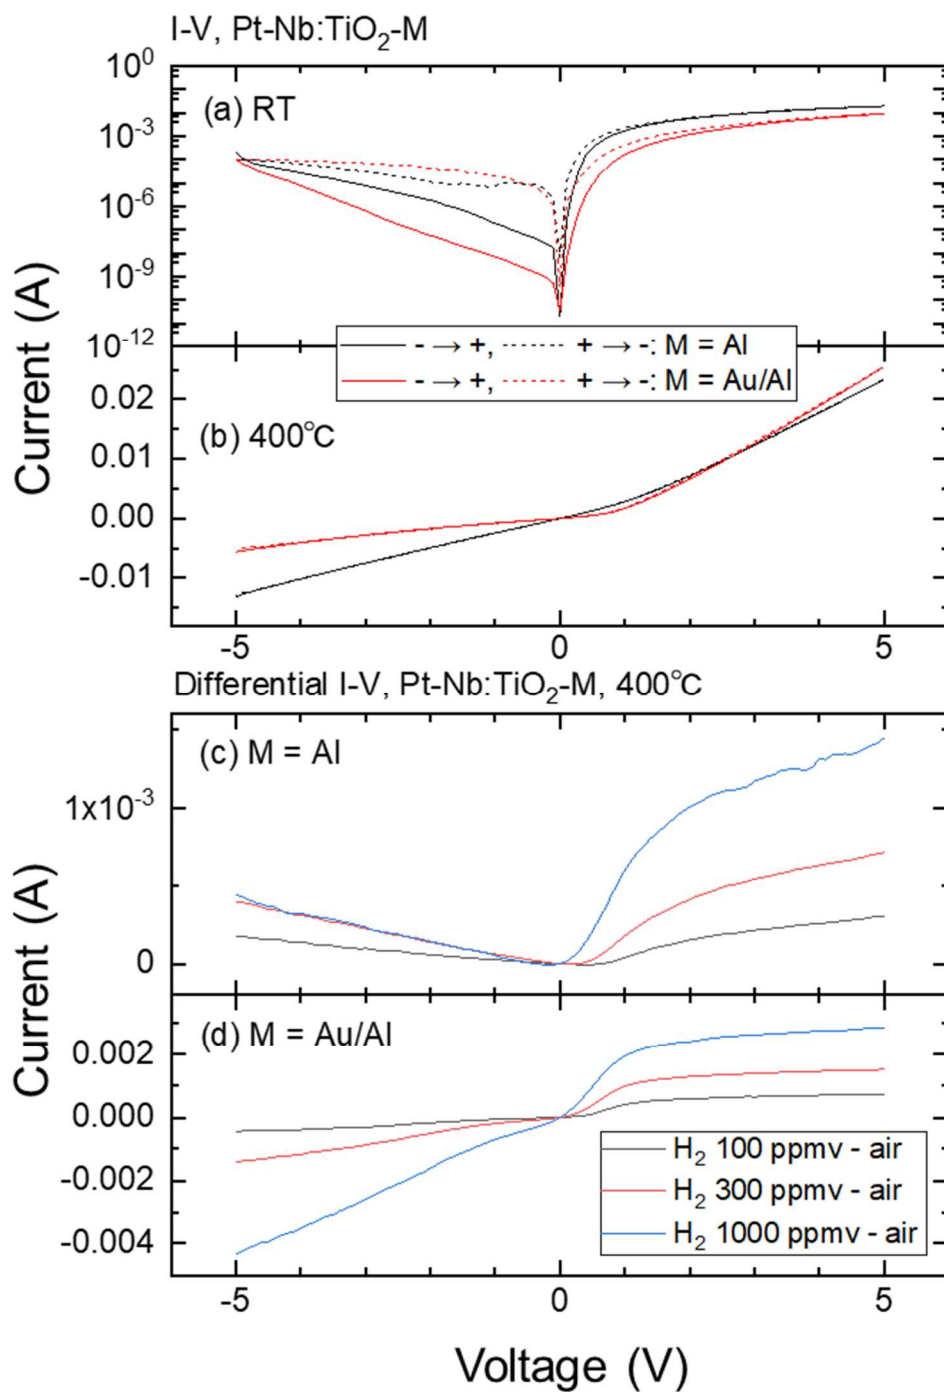 I-V, Pt-Nb:TiO₂-M
(a) RT
10⁰
10⁻³
10⁻⁶
10⁻⁹
10⁻¹²
- → +, + → -: M = Al
- → +, + → -: M = Au/Al
Current (A)
(b) 400℃
0.02
0.01
0.00
-0.01
-5 0 5
Differential I-V, Pt-Nb:TiO₂-M, 400℃
(c) M = Al
1x10⁻³
0
Current (A)
(d) M = Au/Al
0.002
0.000
-0.002
-0.004
H₂ 100 ppmv - air
H₂ 300 ppmv - air
H₂ 1000 ppmv - air
-5 0 5
Voltage (V)